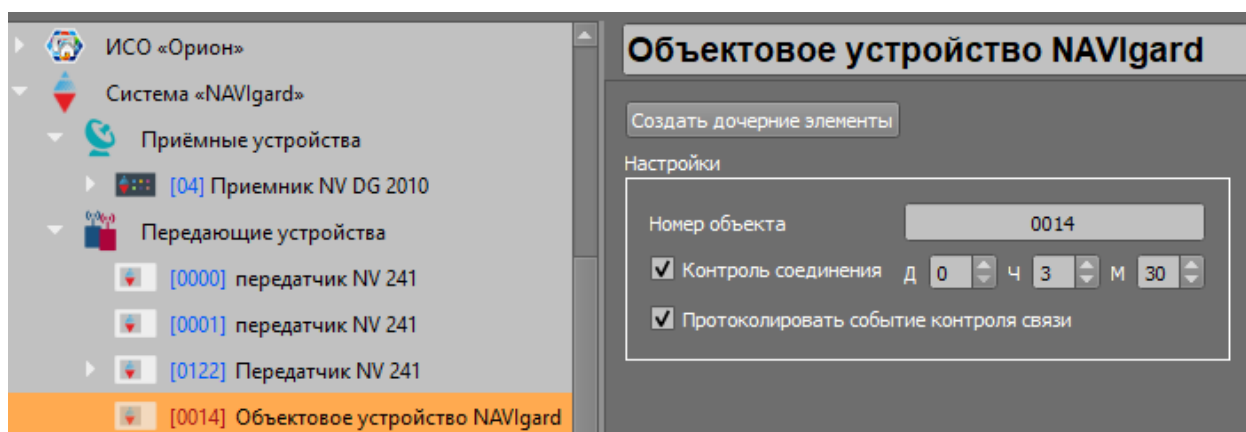 ИСО «Орион»
Система «NAVIgard»
Приёмные устройства
[04] Приемник NV DG 2010
Передающие устройства
[0000] передатчик NV 241
[0001] передатчик NV 241
[0122] Передатчик NV 241
[0014] Объектовое устройство NAVIgard
Объектовое устройство NAVIgard
Создать дочерние элементы
Настройки
Номер объекта 0014
Контроль соединения Д 0 Ч 3 М 30
Протоколировать событие контроля связи